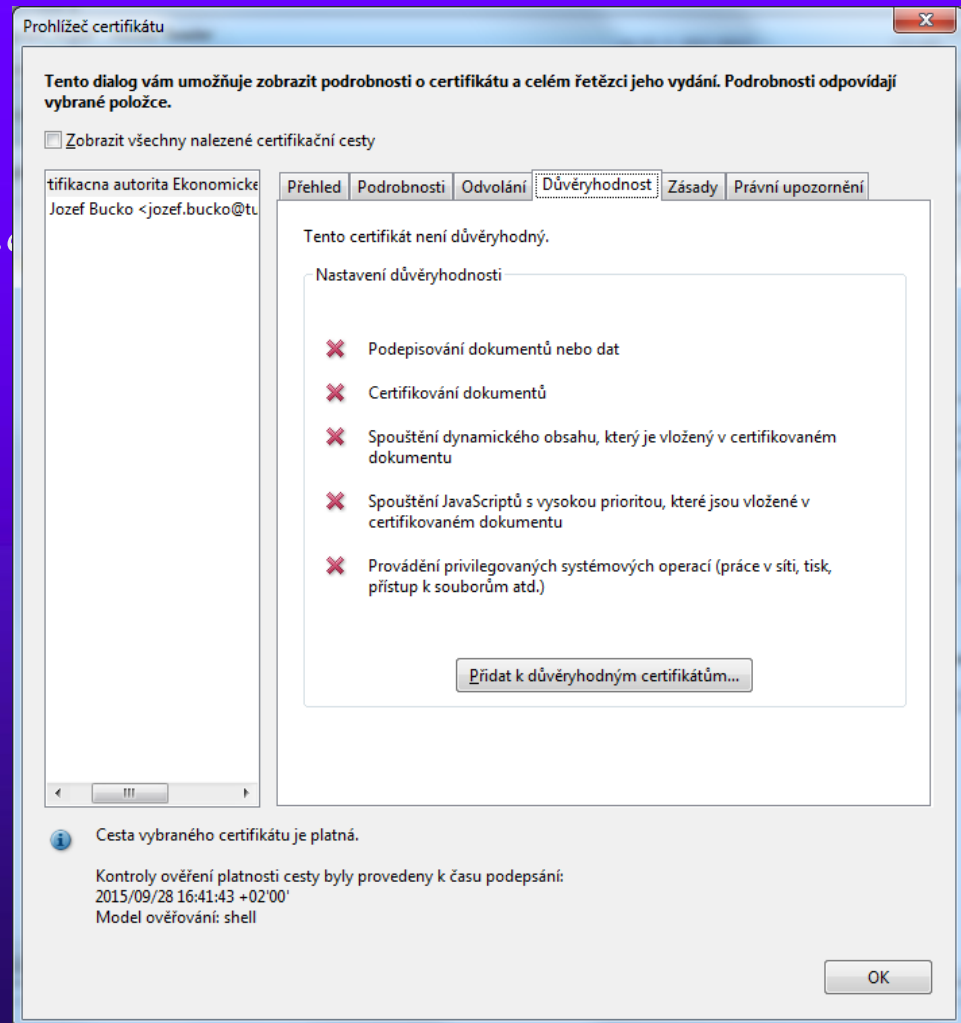 Prohlížeč certifikátu
Tento dialog vám umožňuje zobrazit podrobnosti o certifikátu a celém řetězci jeho vydání. Podrobnosti odpovídají
vybrané položce.
Zobrazit všechny nalezené certifikační cesty
tifikacna autorita Ekonomicke
Jozef Bucko <jozef.bucko@tu
Přehled Podrobnosti Odvolání Důvěryhodnost Zásady Právní upozornění
Tento certifikát není důvěryhodný.
Nastavení důvěryhodnosti
Podepisování dokumentů nebo dat
Certifikování dokumentů
Spouštění dynamického obsahu, který je vložený v certifikovaném
dokumentu
Spouštění JavaScriptů s vysokou prioritou, které jsou vložené v
certifikovaném dokumentu
Provádění privilegovaných systémových operací (práce v síti, tisk,
přístup k souborům atd.)
Přidat k důvěryhodným certifikátům...
Cesta vybraného certifikátu je platná.
Kontroly ověření platnosti cesty byly provedeny k času podepsání:
2015/09/28 16:41:43 +02'00'
Model ověřování: shell
OK